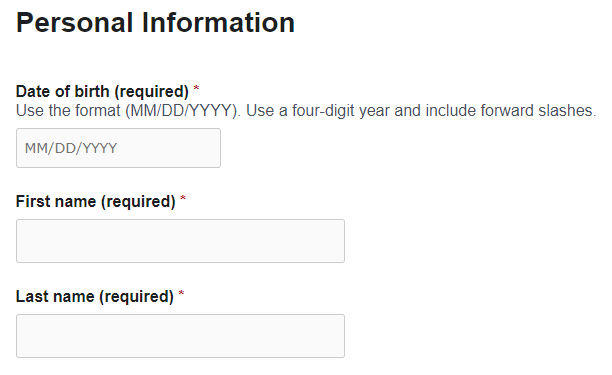 Personal Information
Date of birth (required) *
Use the format (MM/DD/YYYY). Use a four-digit year and include forward slashes.
MM/DD/YYYY
First name (required) *
Last name (required) *